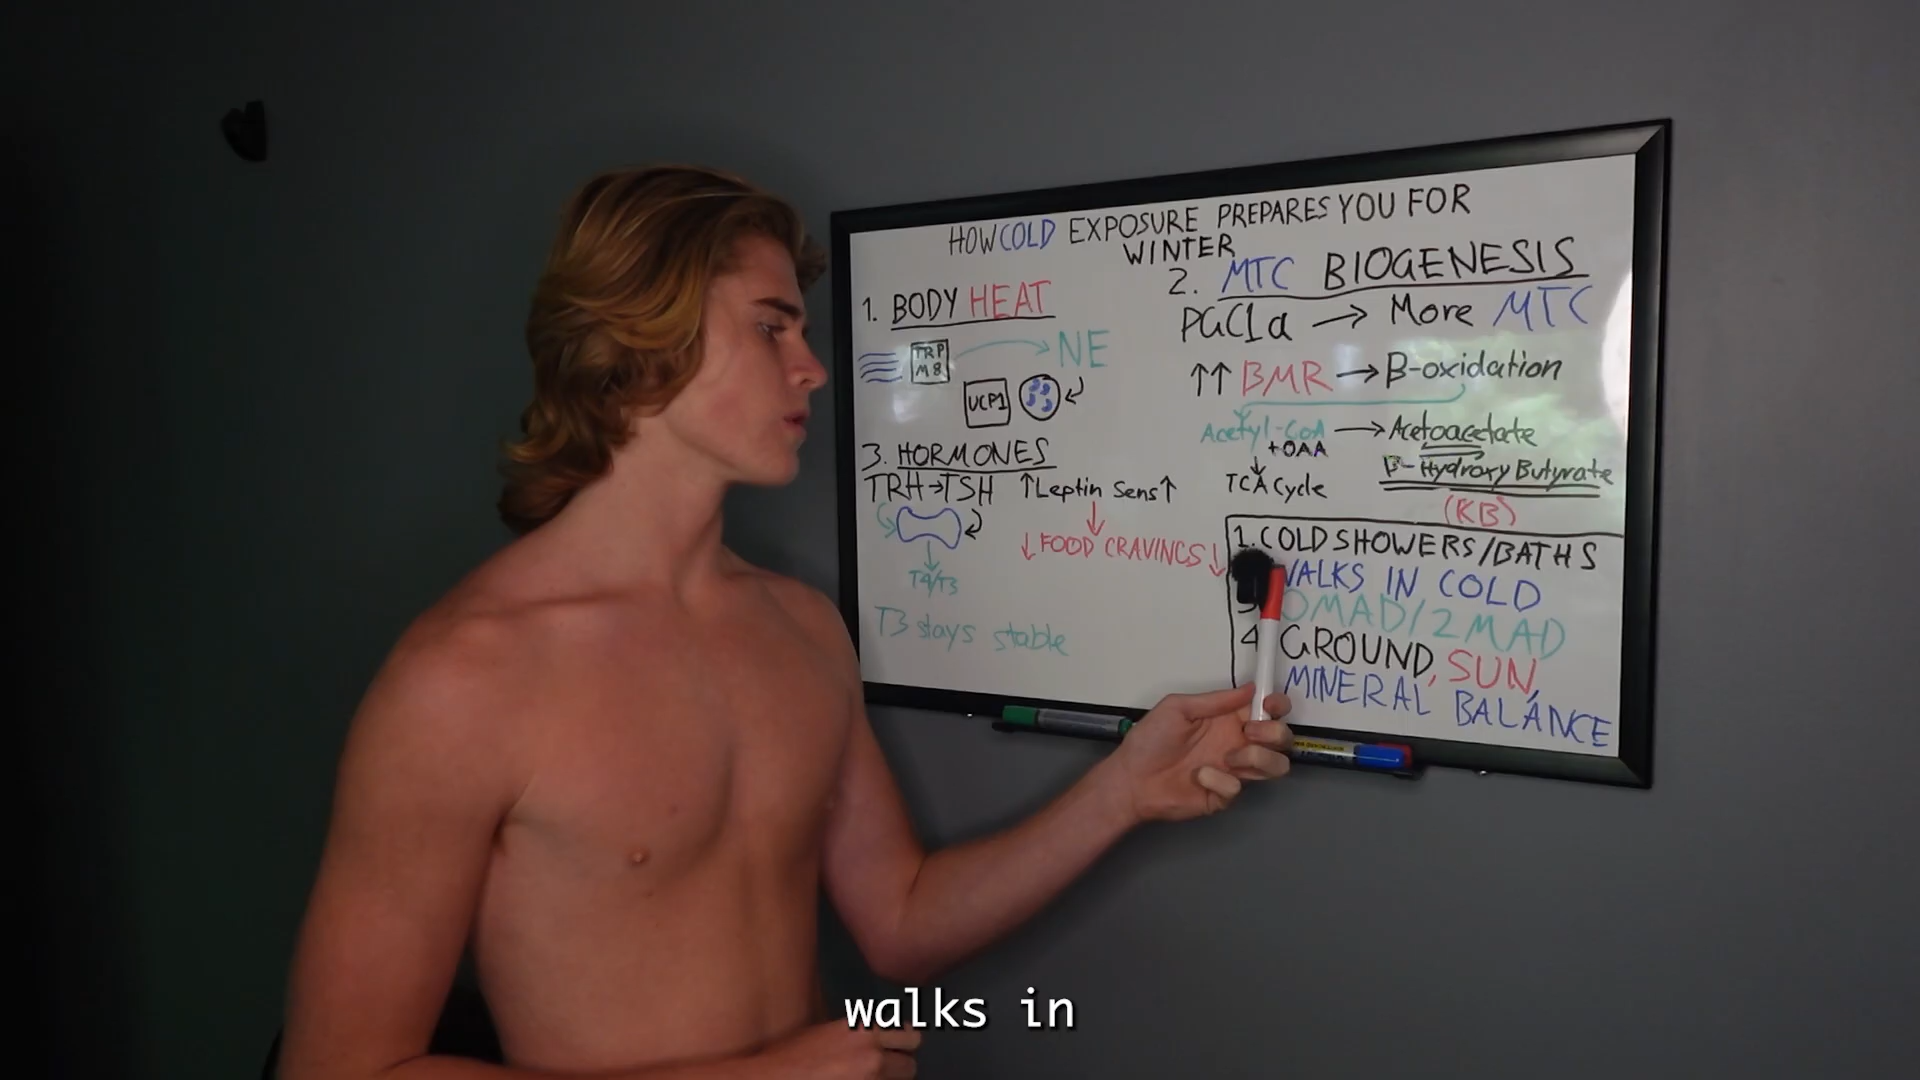 HOW COLD EXPOSURE PREPARES YOU FOR
WINTER
1. BODY HEAT
TRP
M8
NE
UCP1
2. MTC BIOGENESIS
PGC1a → More MTC
↑↑ BMR → B-oxidation
Acetyl-CoA → Acetoacetate
+OAA
B-Hydroxy Butyrate
TCA Cycle
(KB)
3. HORMONES
TRH→TSH
↑Leptin Sens↑
↓FOOD CRAVINGS↓
T4/T3
T3 stays stable
1. COLD SHOWERS/BATHS
WALKS IN COLD
3 OMAD/2MAD
4 GROUND, SUN,
MINERAL BALANCE
walks in